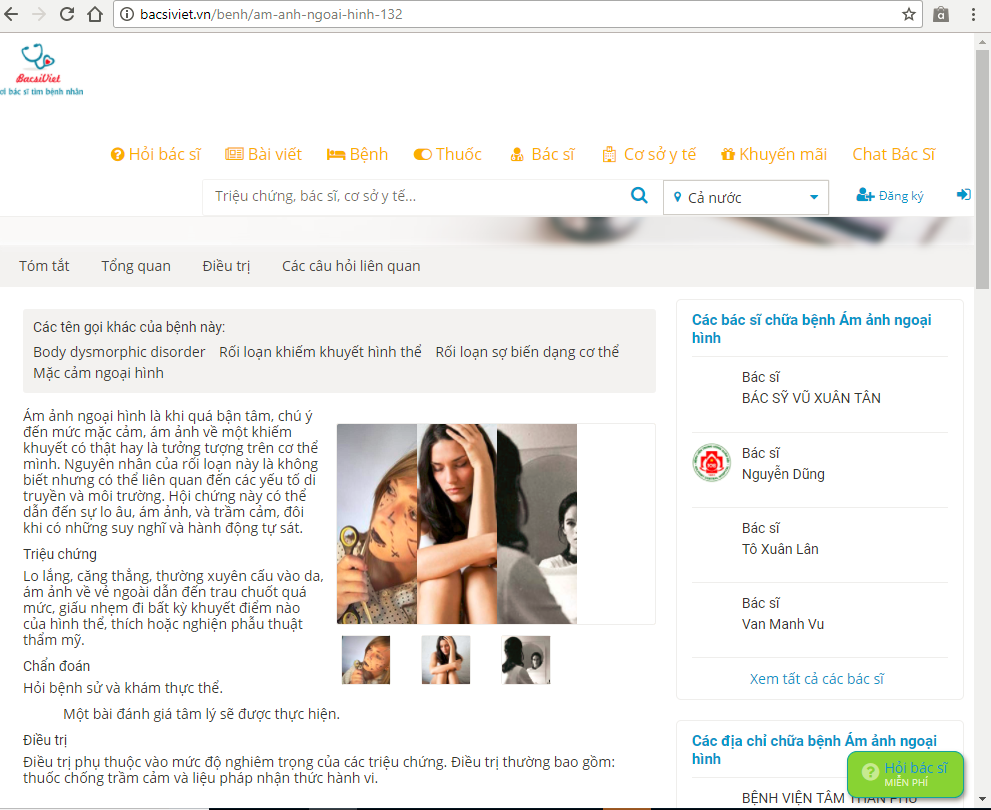 bacsiviet.vn/benh/am-anh-ngoai-hinh-132
BacsiViet
ơi bác sĩ tìm bệnh nhân
Hỏi bác sĩ Bài viết Bệnh Thuốc Bác sĩ Cơ sở y tế Khuyến mãi Chat Bác Sĩ
Triệu chứng, bác sĩ, cơ sở y tế... Cả nước Đăng ký
Tóm tắt Tổng quan Điều trị Các câu hỏi liên quan
Các tên gọi khác của bệnh này:
Body dysmorphic disorder Rối loạn khiếm khuyết hình thể Rối loạn sợ biến dạng cơ thể
Mặc cảm ngoại hình
Ám ảnh ngoại hình là khi quá bận tâm, chú ý
đến mức mặc cảm, ám ảnh về một khiếm
khuyết có thật hay là tưởng tượng trên cơ thể
mình. Nguyên nhân của rối loạn này là không
biết nhưng có thể liên quan đến các yếu tố di
truyền và môi trường. Hội chứng này có thể
dẫn đến sự lo âu, ám ảnh, và trầm cảm, đôi
khi có những suy nghĩ và hành động tự sát.
Triệu chứng
Lo lắng, căng thẳng, thường xuyên cấu vào da,
ám ảnh về vẻ ngoài dẫn đến trau chuốt quá
mức, giấu nhẹm đi bất kỳ khuyết điểm nào
của hình thể, thích hoặc nghiện phẫu thuật
thẩm mỹ.
Chẩn đoán
Hỏi bệnh sử và khám thực thể.
Một bài đánh giá tâm lý sẽ được thực hiện.
Điều trị
Điều trị phụ thuộc vào mức độ nghiêm trọng của các triệu chứng. Điều trị thường bao gồm:
thuốc chống trầm cảm và liệu pháp nhận thức hành vi.
Các bác sĩ chữa bệnh Ám ảnh ngoại
hình
Bác sĩ
BÁC SỸ VŨ XUÂN TÂN
Bác sĩ
Nguyễn Dũng
Bác sĩ
Tô Xuân Lân
Bác sĩ
Van Manh Vu
Xem tất cả các bác sĩ
Các địa chỉ chữa bệnh Ám ảnh ngoại
hình
Hỏi bác sĩ
MIỄN PHÍ
BỆNH VIỆN TÂM THẦN PHÚ